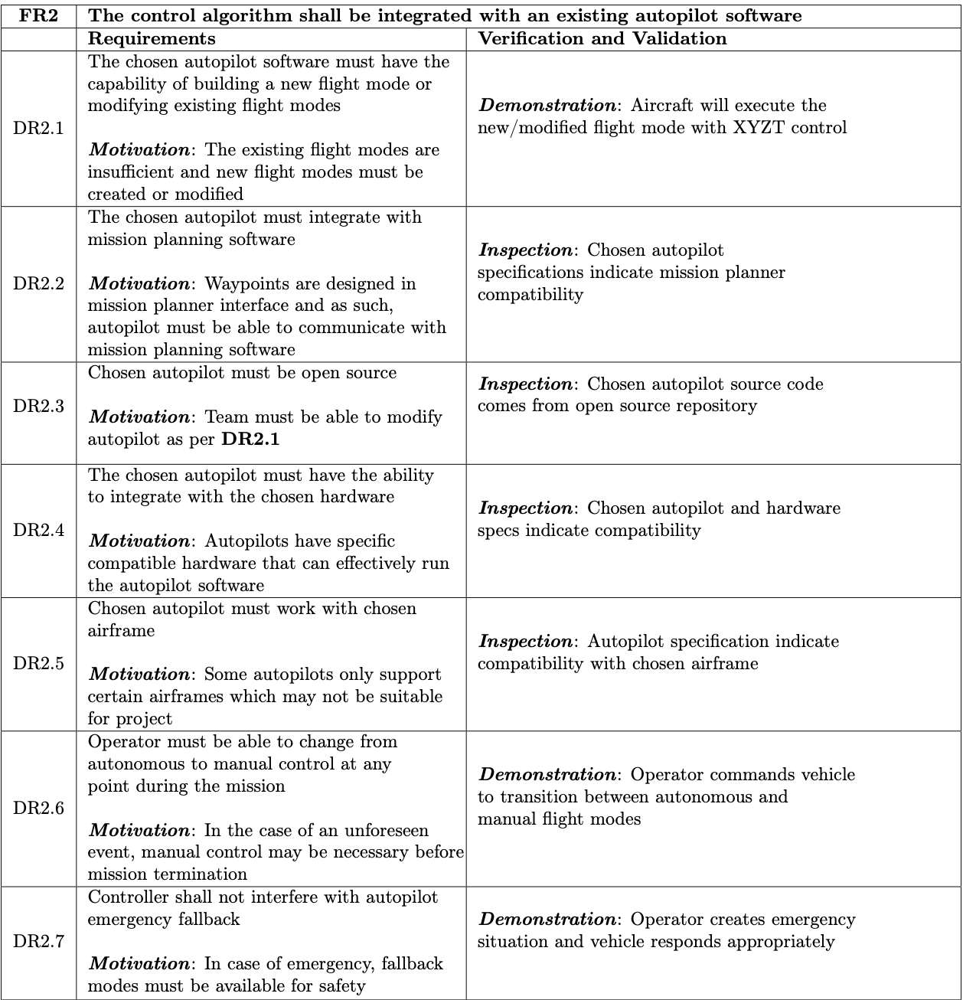 FR2 The control algorithm shall be integrated with an existing autopilot software
Requirements Verification and Validation
DR2.1
The chosen autopilot software must have the
capability of building a new flight mode or
modifying existing flight modes
Motivation: The existing flight modes are
insufficient and new flight modes must be
created or modified
Demonstration: Aircraft will execute the
new/modified flight mode with XYZT control
DR2.2
The chosen autopilot must integrate with
mission planning software
Motivation: Waypoints are designed in
mission planner interface and as such,
autopilot must be able to communicate with
mission planning software
Inspection: Chosen autopilot
specifications indicate mission planner
compatibility
DR2.3
Chosen autopilot must be open source
Motivation: Team must be able to modify
autopilot as per DR2.1
Inspection: Chosen autopilot source code
comes from open source repository
DR2.4
The chosen autopilot must have the ability
to integrate with the chosen hardware
Motivation: Autopilots have specific
compatible hardware that can effectively run
the autopilot software
Inspection: Chosen autopilot and hardware
specs indicate compatibility
DR2.5
Chosen autopilot must work with chosen
airframe
Motivation: Some autopilots only support
certain airframes which may not be suitable
for project
Inspection: Autopilot specification indicate
compatibility with chosen airframe
DR2.6
Operator must be able to change from
autonomous to manual control at any
point during the mission
Motivation: In the case of an unforeseen
event, manual control may be necessary before
mission termination
Demonstration: Operator commands vehicle
to transition between autonomous and
manual flight modes
DR2.7
Controller shall not interfere with autopilot
emergency fallback
Motivation: In case of emergency, fallback
modes must be available for safety
Demonstration: Operator creates emergency
situation and vehicle responds appropriately